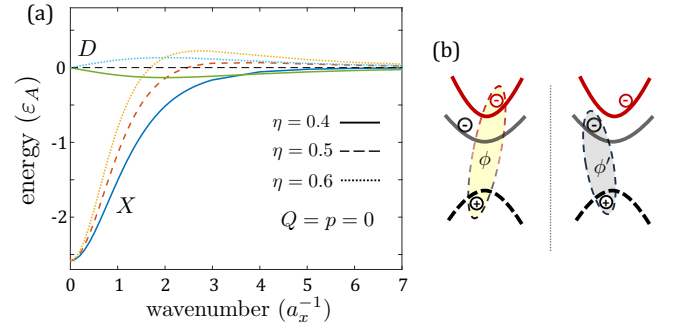 (a)
(b)
D
0
-1
-2
energy (ε_A)
X
η = 0.4
η = 0.5
η = 0.6
Q = p = 0
0 1 2 3 4 5 6 7
wavenumber (a_x^{-1})
- -
- -
ϕ ϕ′
+ +